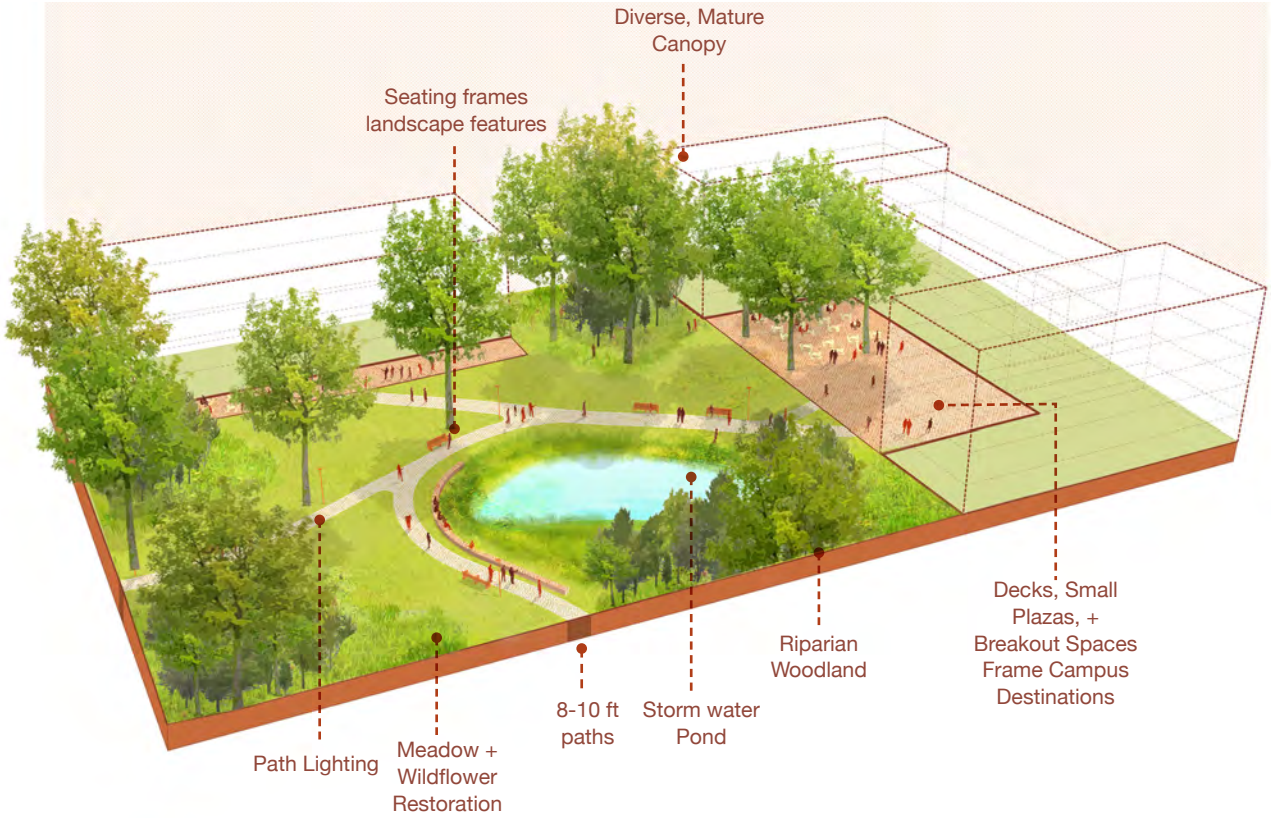 Diverse, Mature
Canopy
Seating frames
landscape features
Decks, Small
Plazas, +
Breakout Spaces
Frame Campus
Destinations
Riparian
Woodland
8-10 ft
paths
Storm water
Pond
Path Lighting
Meadow +
Wildflower
Restoration